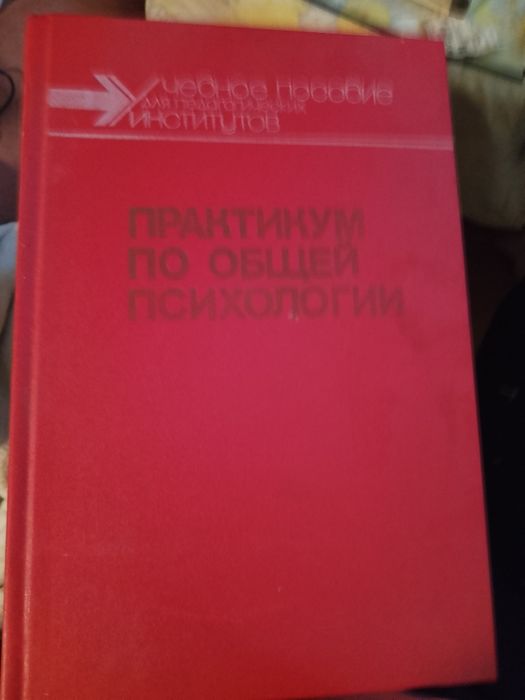 Учебное пособие
для педагогических
институтов
ПРАКТИКУМ
ПО ОБЩЕЙ
ПСИХОЛОГИИ